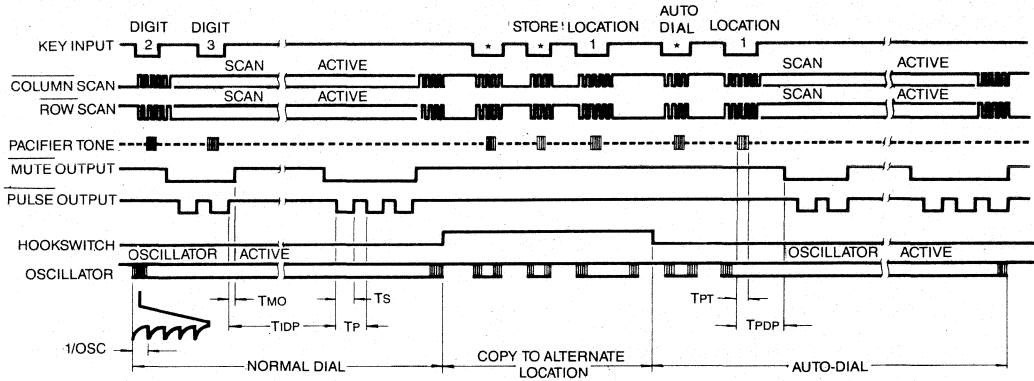 DIGIT DIGIT STORE LOCATION AUTO DIAL LOCATION
KEY INPUT 2 3 * * 1 * 1
SCAN ACTIVE SCAN ACTIVE
COLUMN SCAN
SCAN ACTIVE SCAN ACTIVE
ROW SCAN
PACIFIER TONE
MUTE OUTPUT
PULSE OUTPUT
HOOKSWITCH
OSCILLATOR ACTIVE OSCILLATOR ACTIVE
OSCILLATOR
TMO TS TPT
TIDP TP TPDP
1/OSC
NORMAL DIAL COPY TO ALTERNATE LOCATION AUTO-DIAL